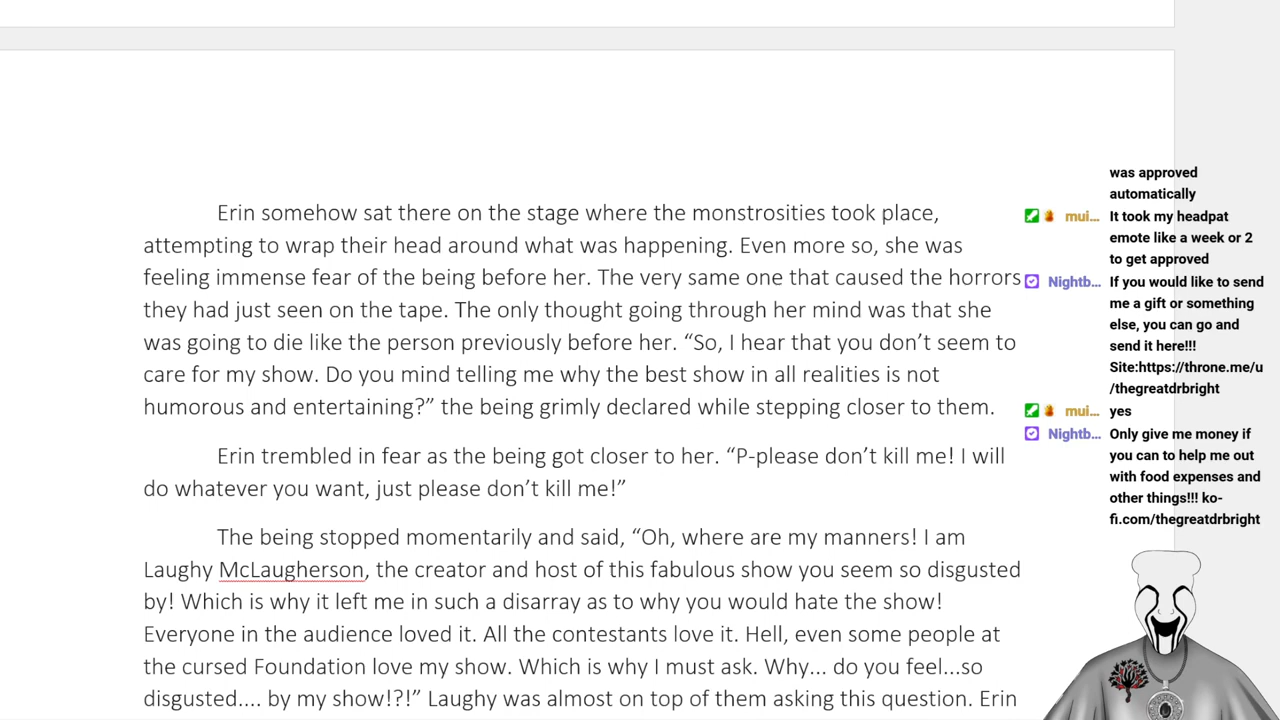 Erin somehow sat there on the stage where the monstrosities took place,
attempting to wrap their head around what was happening. Even more so, she was
feeling immense fear of the being before her. The very same one that caused the horrors
they had just seen on the tape. The only thought going through her mind was that she
was going to die like the person previously before her. “So, I hear that you don’t seem to
care for my show. Do you mind telling me why the best show in all realities is not
humorous and entertaining?” the being grimly declared while stepping closer to them.
Erin trembled in fear as the being got closer to her. “P-please don’t kill me! I will
do whatever you want, just please don’t kill me!”
The being stopped momentarily and said, “Oh, where are my manners! I am
Laughy McLaugherson, the creator and host of this fabulous show you seem so disgusted
by! Which is why it left me in such a disarray as to why you would hate the show!
Everyone in the audience loved it. All the contestants love it. Hell, even some people at
the cursed Foundation love my show. Which is why I must ask. Why... do you feel...so
disgusted.... by my show!?!” Laughy was almost on top of them asking this question. Erin
was approved
automatically
mui... It took my headpat
emote like a week or 2
to get approved
Nightb... If you would like to send
me a gift or something
else, you can go and
send it here!!!
Site:https://throne.me/u
/thegreatdrbright
mui... yes
Nightb... Only give me money if
you can to help me out
with food expenses and
other things!!! ko-
fi.com/thegreatdrbright